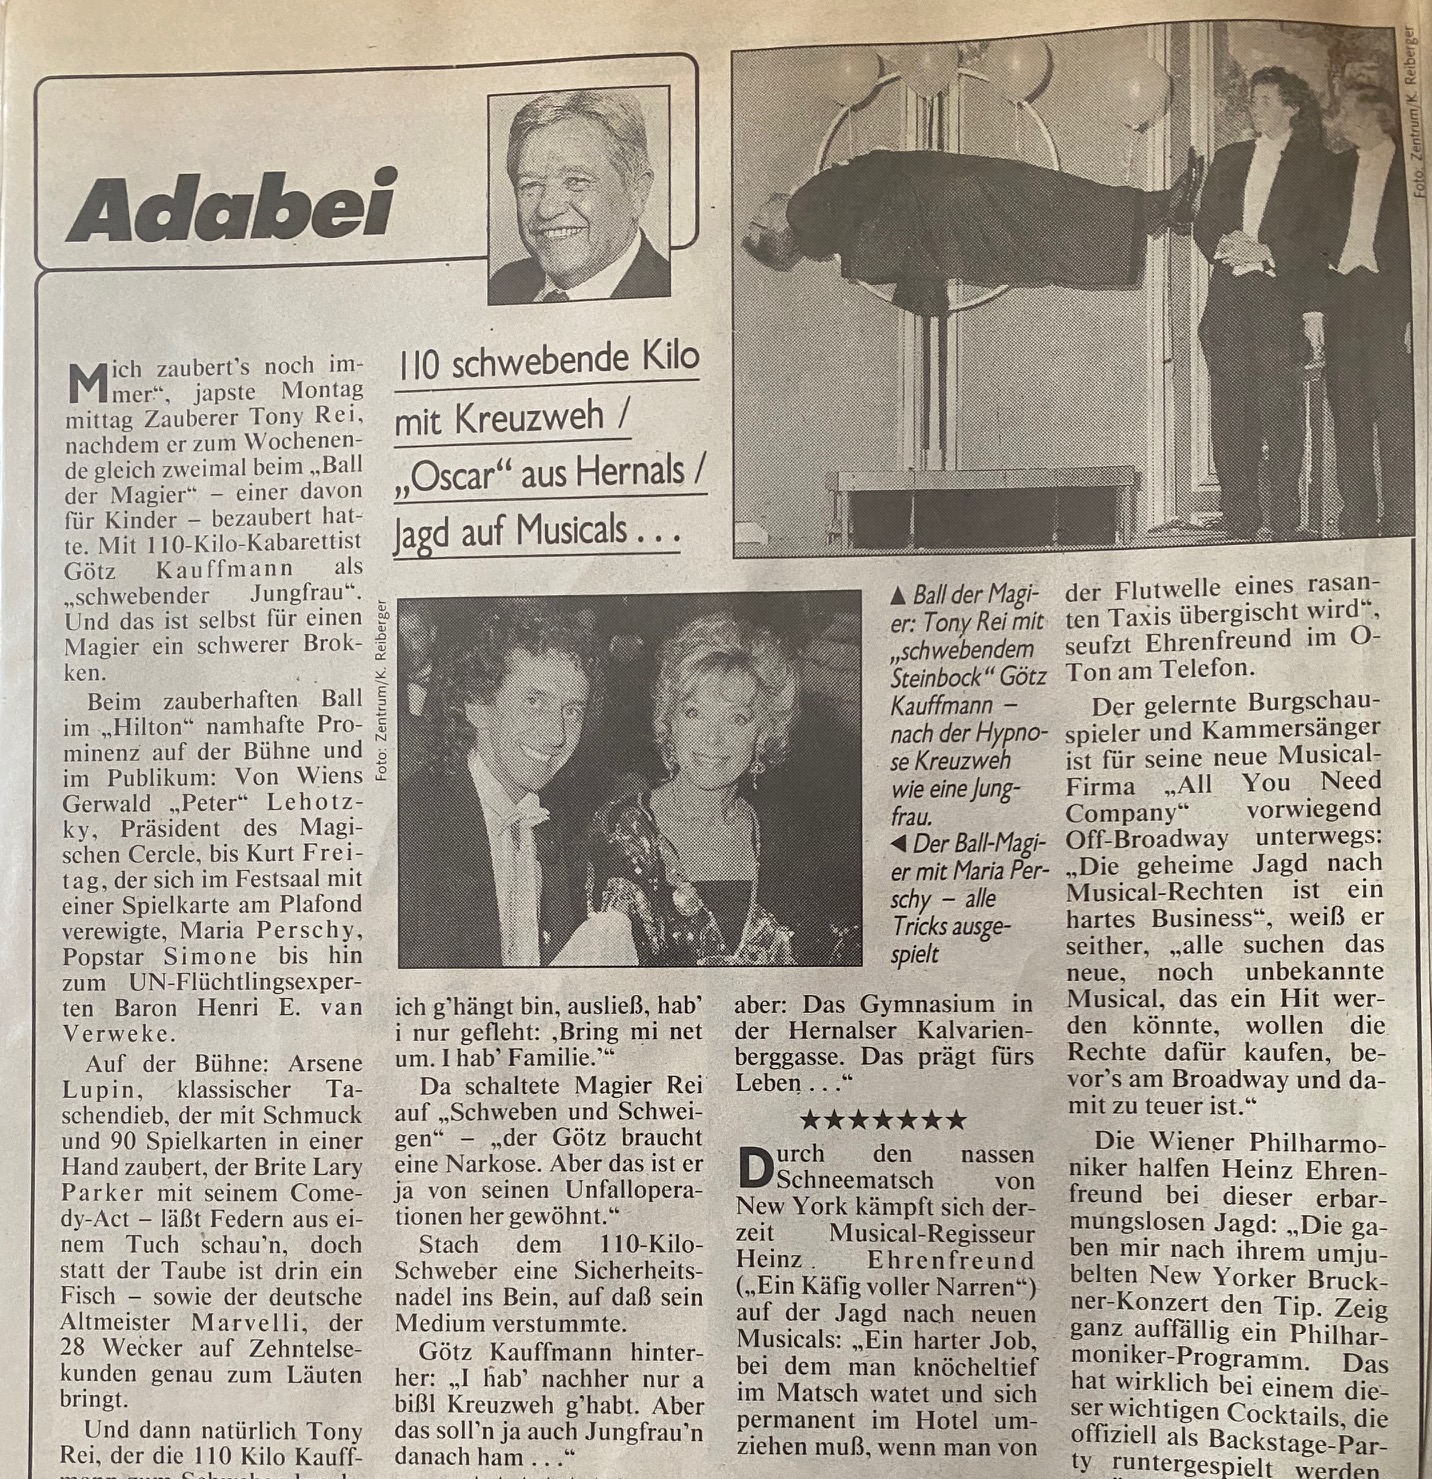 Adabei
110 schwebende Kilo
mit Kreuzweh /
„Oscar“ aus Hernals /
Jagd auf Musicals . . .
Foto: Zentrum/K. Reiberger
Mich zaubert's noch im-
mer“, japste Montag
mittag Zauberer Tony Rei,
nachdem er zum Wochenen-
de gleich zweimal beim „Ball
der Magier“ – einer davon
für Kinder – bezaubert hat-
te. Mit 110-Kilo-Kabarettist
Götz Kauffmann als
„schwebender Jungfrau“.
Und das ist selbst für einen
Magier ein schwerer Brok-
ken.
Beim zauberhaften Ball
im „Hilton“ namhafte Pro-
minenz auf der Bühne und
im Publikum: Von Wiens
Gerwald „Peter“ Lehotz-
ky, Präsident des Magi-
schen Cercle, bis Kurt Frei-
tag, der sich im Festsaal mit
einer Spielkarte am Plafond
verewigte, Maria Perschy,
Popstar Simone bis hin
zum UN-Flüchtlingsexper-
ten Baron Henri E. van
Verweke.
Auf der Bühne: Arsene
Lupin, klassischer Ta-
schendieb, der mit Schmuck
und 90 Spielkarten in einer
Hand zaubert, der Brite Lary
Parker mit seinem Come-
dy-Act – läßt Federn aus ei-
nem Tuch schau'n, doch
statt der Taube ist drin ein
Fisch – sowie der deutsche
Altmeister Marvelli, der
28 Wecker auf Zehntelse-
kunden genau zum Läuten
bringt.
Und dann natürlich Tony
Rei, der die 110 Kilo Kauff-
Foto: Zentrum/K. Reiberger
▲ Ball der Magi-
er: Tony Rei mit
„schwebendem
Steinbock“ Götz
Kauffmann –
nach der Hypno-
se Kreuzweh
wie eine Jung-
frau.
◄ Der Ball-Magi-
er mit Maria Per-
schy – alle
Tricks ausge-
spielt
ich g'hängt bin, ausließ, hab'
i nur gefleht: ‚Bring mi net
um. I hab' Familie.'“
Da schaltete Magier Rei
auf „Schweben und Schwei-
gen“ – „der Götz braucht
eine Narkose. Aber das ist er
ja von seinen Unfallopera-
tionen her gewöhnt.“
Stach dem 110-Kilo-
Schweber eine Sicherheits-
nadel ins Bein, auf daß sein
Medium verstummte.
Götz Kauffmann hinter-
her: „I hab' nachher nur a
bißl Kreuzweh g'habt. Aber
das soll'n ja auch Jungfrau'n
danach ham . . .“
aber: Das Gymnasium in
der Hernalser Kalvarien-
berggasse. Das prägt fürs
Leben . . .“
★★★★★★★
Durch den nassen
Schneematsch von
New York kämpft sich der-
zeit Musical-Regisseur
Heinz Ehrenfreund
(„Ein Käfig voller Narren“)
auf der Jagd nach neuen
Musicals: „Ein harter Job,
bei dem man knöcheltief
im Matsch watet und sich
permanent im Hotel um-
ziehen muß, wenn man von
der Flutwelle eines rasan-
ten Taxis übergischt wird“,
seufzt Ehrenfreund im O-
Ton am Telefon.
Der gelernte Burgschau-
spieler und Kammersänger
ist für seine neue Musical-
Firma „All You Need
Company“ vorwiegend
Off-Broadway unterwegs:
„Die geheime Jagd nach
Musical-Rechten ist ein
hartes Business“, weiß er
seither, „alle suchen das
neue, noch unbekannte
Musical, das ein Hit wer-
den könnte, wollen die
Rechte dafür kaufen, be-
vor's am Broadway und da-
mit zu teuer ist.“
Die Wiener Philharmo-
niker halfen Heinz Ehren-
freund bei dieser erbar-
mungslosen Jagd: „Die ga-
ben mir nach ihrem umju-
belten New Yorker Bruck-
ner-Konzert den Tip. Zeig
ganz auffällig ein Philhar-
moniker-Programm. Das
hat wirklich bei einem die-
ser wichtigen Cocktails, die
offiziell als Backstage-Par-
ty runtergespielt werden,